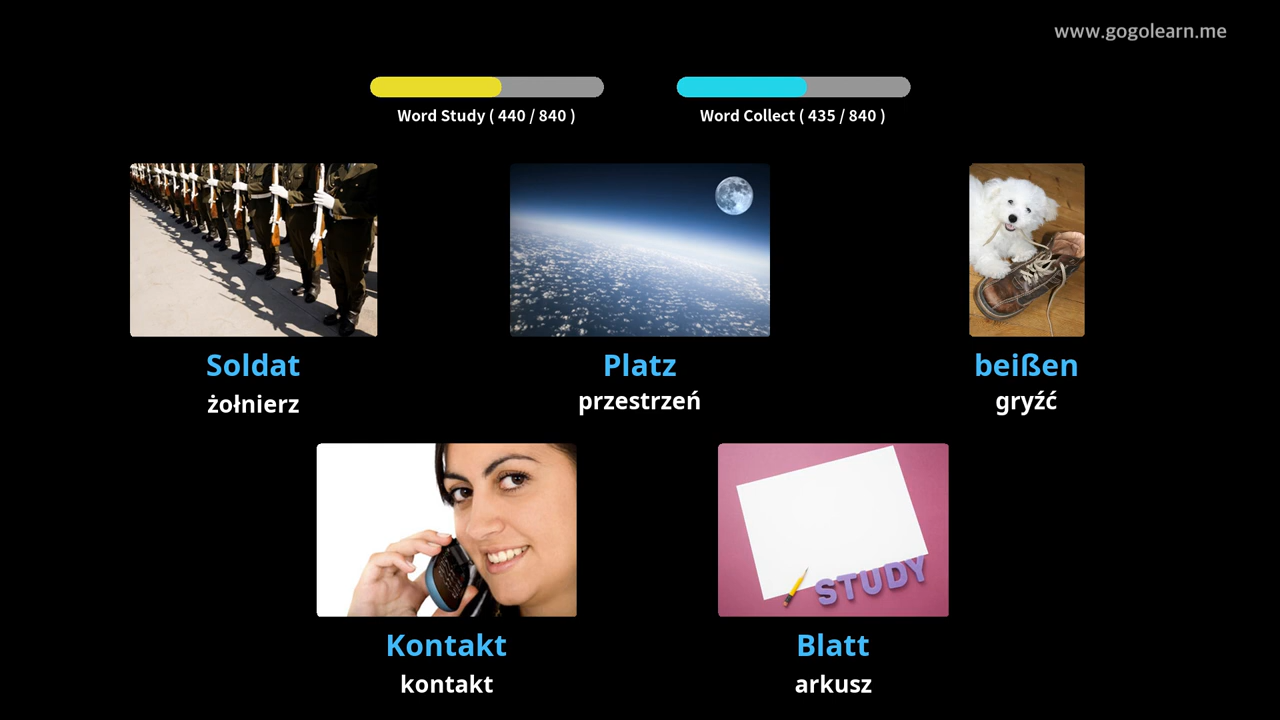 www.gogolearn.me
Word Study ( 440 / 840 )
Word Collect ( 435 / 840 )
Soldat
żołnierz
Platz
przestrzeń
beißen
gryźć
STUDY
Kontakt
kontakt
Blatt
arkusz